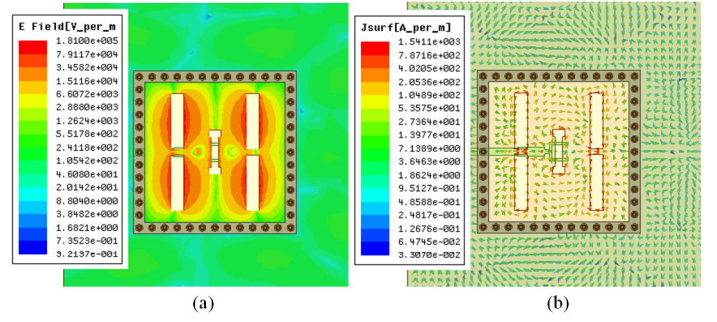 E Field[V_per_m
1.8100e+005
7.9117e+004
3.4582e+004
1.5116e+004
6.6072e+003
2.8880e+003
1.2624e+003
5.5178e+002
2.4118e+002
1.0542e+002
4.6080e+001
2.0142e+001
8.8040e+000
3.8482e+000
1.6821e+000
7.3523e-001
3.2137e-001
Jsurf[A_per_m]
1.5411e+003
7.8716e+002
4.0205e+002
2.0536e+002
1.0489e+002
5.3575e+001
2.7364e+001
1.3977e+001
7.1389e+000
3.6463e+000
1.8624e+000
9.5127e-001
4.8588e-001
2.4817e-001
1.2676e-001
6.4745e-002
3.3070e-002
(a)
(b)